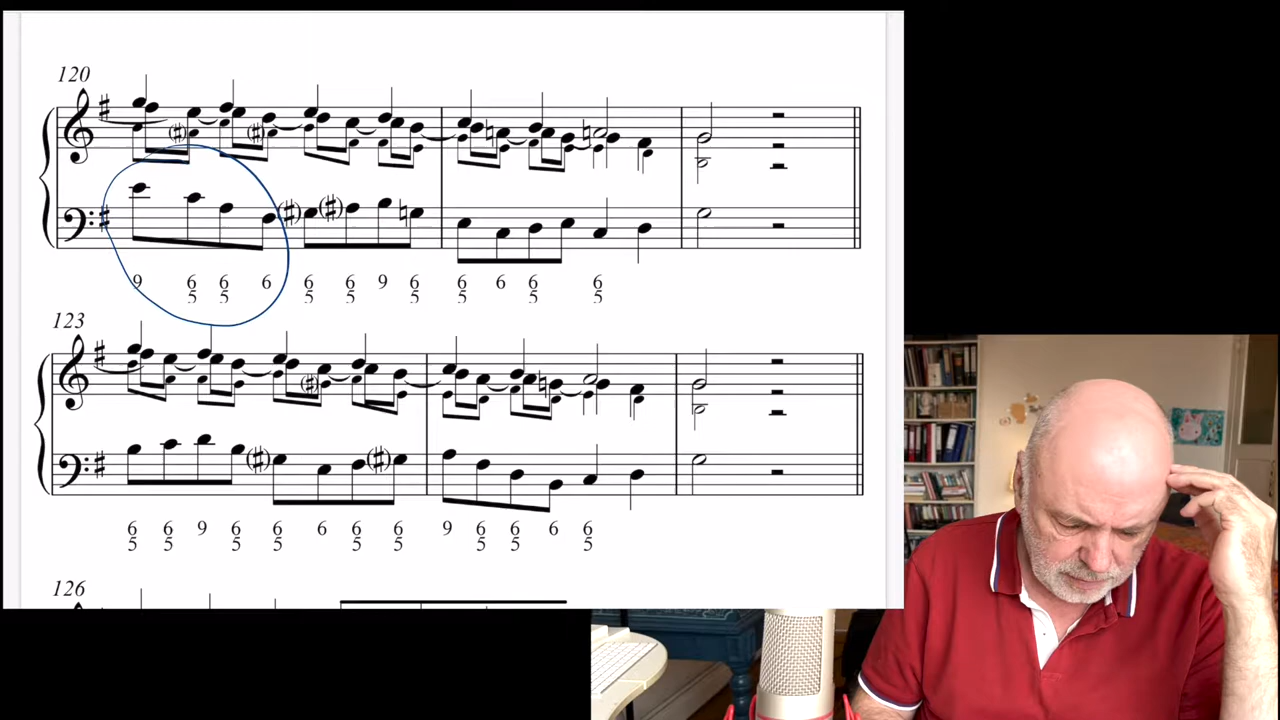 120
9 6 6 6 6 6 9 6 6 6 6 6
5 5 5 5 5 5 5 5
123
6 6 9 6 6 6 6 6 9 6 6 6 6
5 5 5 5 5 5 5 5 5
126